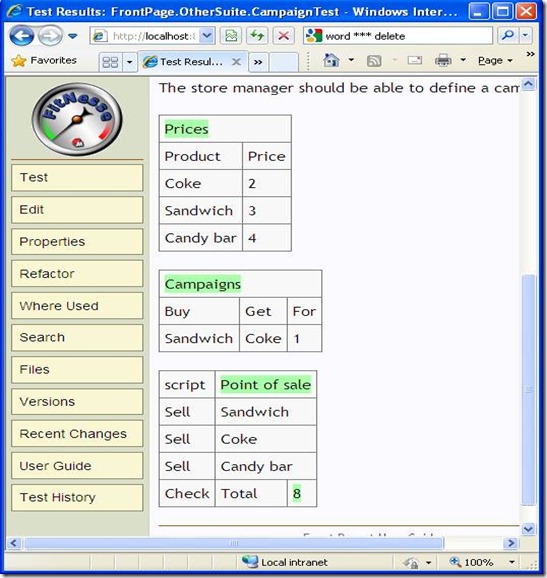 Test Results: FrontPage.OtherSuite.CampaignTest - Windows Inter...
http://localhost:
word *** delete
Favorites
Test Resul...
Page
FitNesse
The store manager should be able to define a cam
Test
Edit
Properties
Refactor
Where Used
Search
Files
Versions
Recent Changes
User Guide
Test History
Prices
Product Price
Coke 2
Sandwich 3
Candy bar 4
Campaigns
Buy Get For
Sandwich Coke 1
script Point of sale
Sell Sandwich
Sell Coke
Sell Candy bar
Check Total 8
Local intranet
100%